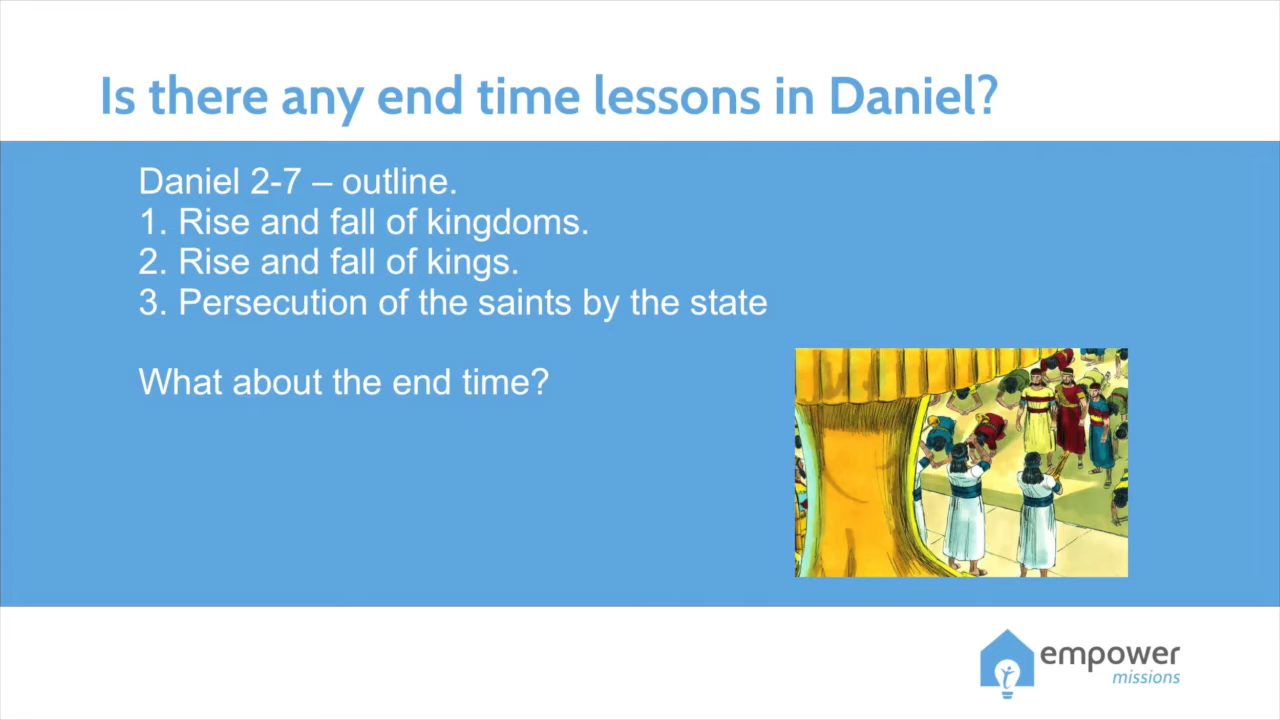 Is there any end time lessons in Daniel?
Daniel 2-7 – outline.
1. Rise and fall of kingdoms.
2. Rise and fall of kings.
3. Persecution of the saints by the state
What about the end time?
empower
missions